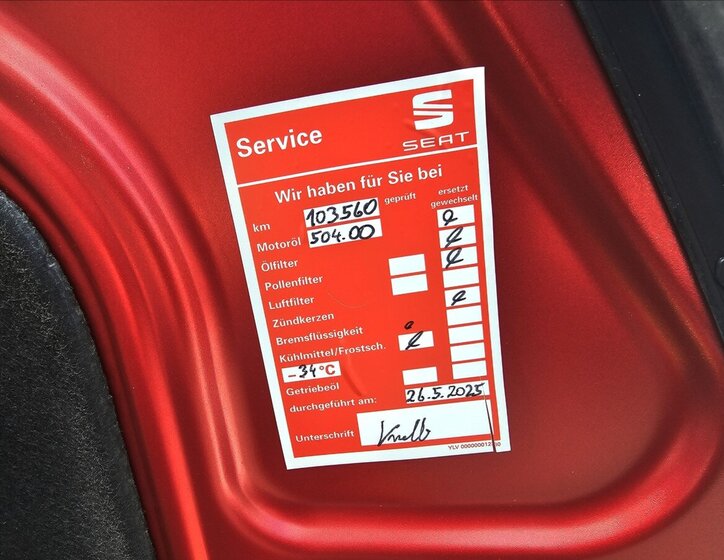 Service
SEAT
Wir haben für Sie bei
geprüft
ersetzt
gewechselt
km 103560
Motoröl 504.00
Ölfilter
Pollenfilter
Luftfilter
Zündkerzen
Bremsflüssigkeit
Kühlmittel/Frostsch.
-34°C
Getriebeöl
durchgeführt am: 26.5.2025
Unterschrift